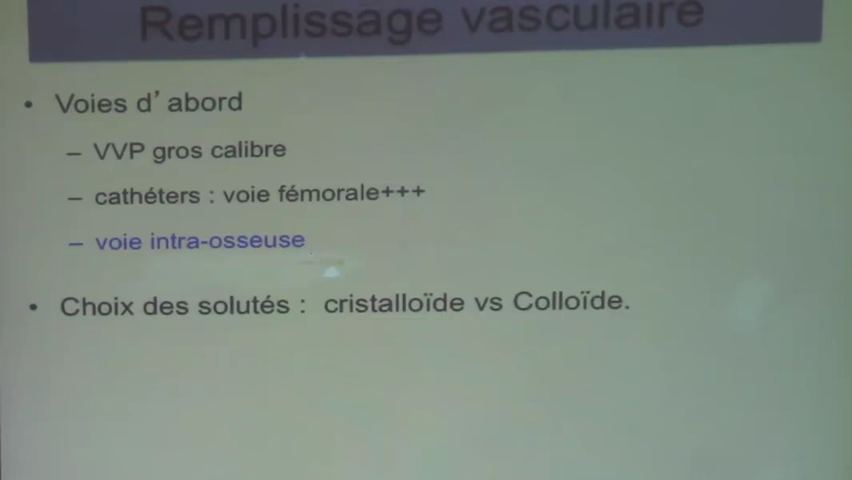 Remplissage vasculaire
• Voies d’abord
– VVP gros calibre
– cathéters : voie fémorale+++
– voie intra-osseuse
• Choix des solutés : cristalloïde vs Colloïde.